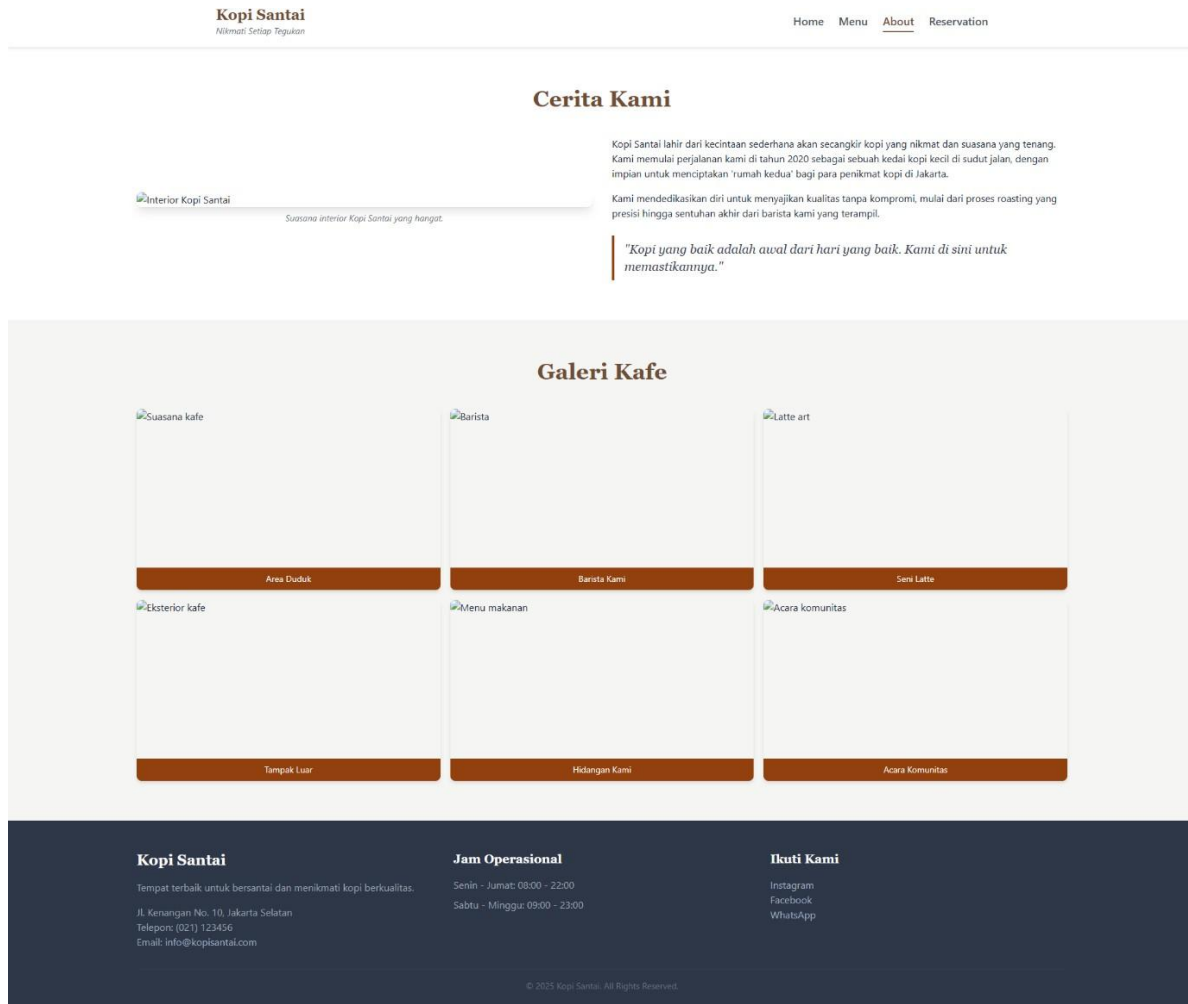 Kopi Santai
Nikmati Setiap Tegukan
Home Menu About Reservation
Cerita Kami
Interior Kopi Santai
Suasana interior Kopi Santai yang hangat.
Kopi Santai lahir dari kecintaan sederhana akan secangkir kopi yang nikmat dan suasana yang tenang.
Kami memulai perjalanan kami di tahun 2020 sebagai sebuah kedai kopi kecil di sudut jalan, dengan
impian untuk menciptakan 'rumah kedua' bagi para penikmat kopi di Jakarta.
Kami mendedikasikan diri untuk menyajikan kualitas tanpa kompromi, mulai dari proses roasting yang
presisi hingga sentuhan akhir dari barista kami yang terampil.
"Kopi yang baik adalah awal dari hari yang baik. Kami di sini untuk
memastikannya."
Galeri Kafe
Suasana kafe
Barista
Latte art
Area Duduk
Barista Kami
Seni Latte
Eksterior kafe
Menu makanan
Acara komunitas
Tampak Luar
Hidangan Kami
Acara Komunitas
Kopi Santai
Tempat terbaik untuk bersantai dan menikmati kopi berkualitas.
Jl. Kenangan No. 10, Jakarta Selatan
Telepon: (021) 123456
Email: info@kopisantai.com
Jam Operasional
Senin - Jumat: 08:00 - 22:00
Sabtu - Minggu: 09:00 - 23:00
Ikuti Kami
Instagram
Facebook
WhatsApp
© 2025 Kopi Santai. All Rights Reserved.